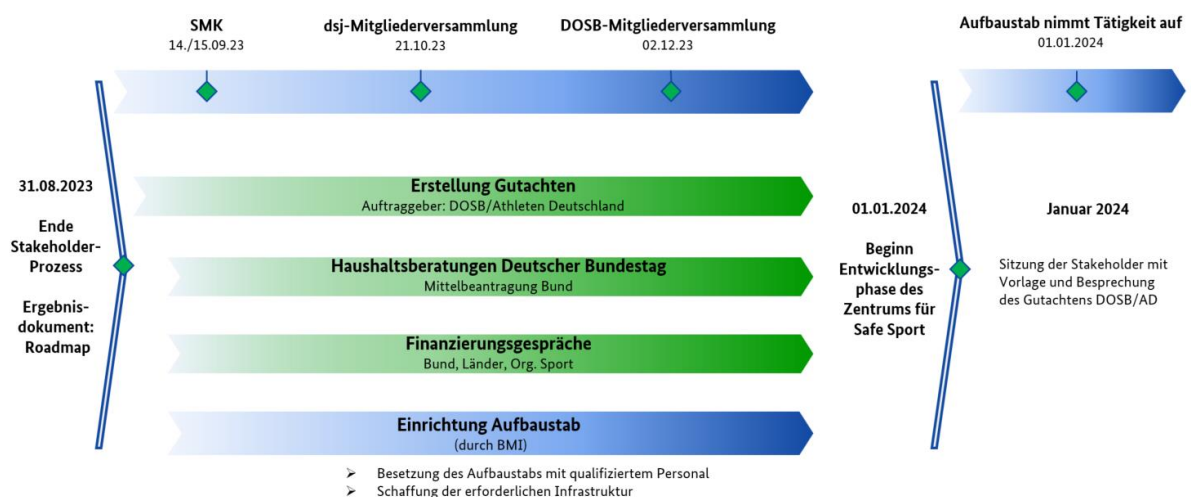 SMK
14./15.09.23
dsj-Mitgliederversammlung
21.10.23
DOSB-Mitgliederversammlung
02.12.23
Aufbaustab nimmt Tätigkeit auf
01.01.2024
31.08.2023
Ende
Stakeholder-
Prozess
Ergebnis-
dokument:
Roadmap
Erstellung Gutachten
Auftraggeber: DOSB/Athleten Deutschland
Haushaltsberatungen Deutscher Bundestag
Mittelbeantragung Bund
Finanzierungsgespräche
Bund, Länder, Org. Sport
Einrichtung Aufbaustab
(durch BMI)
➢ Besetzung des Aufbaustabs mit qualifiziertem Personal
➢ Schaffung der erforderlichen Infrastruktur
01.01.2024
Beginn
Entwicklungs-
phase des
Zentrums für
Safe Sport
Januar 2024
Sitzung der Stakeholder mit
Vorlage und Besprechung
des Gutachtens DOSB/AD